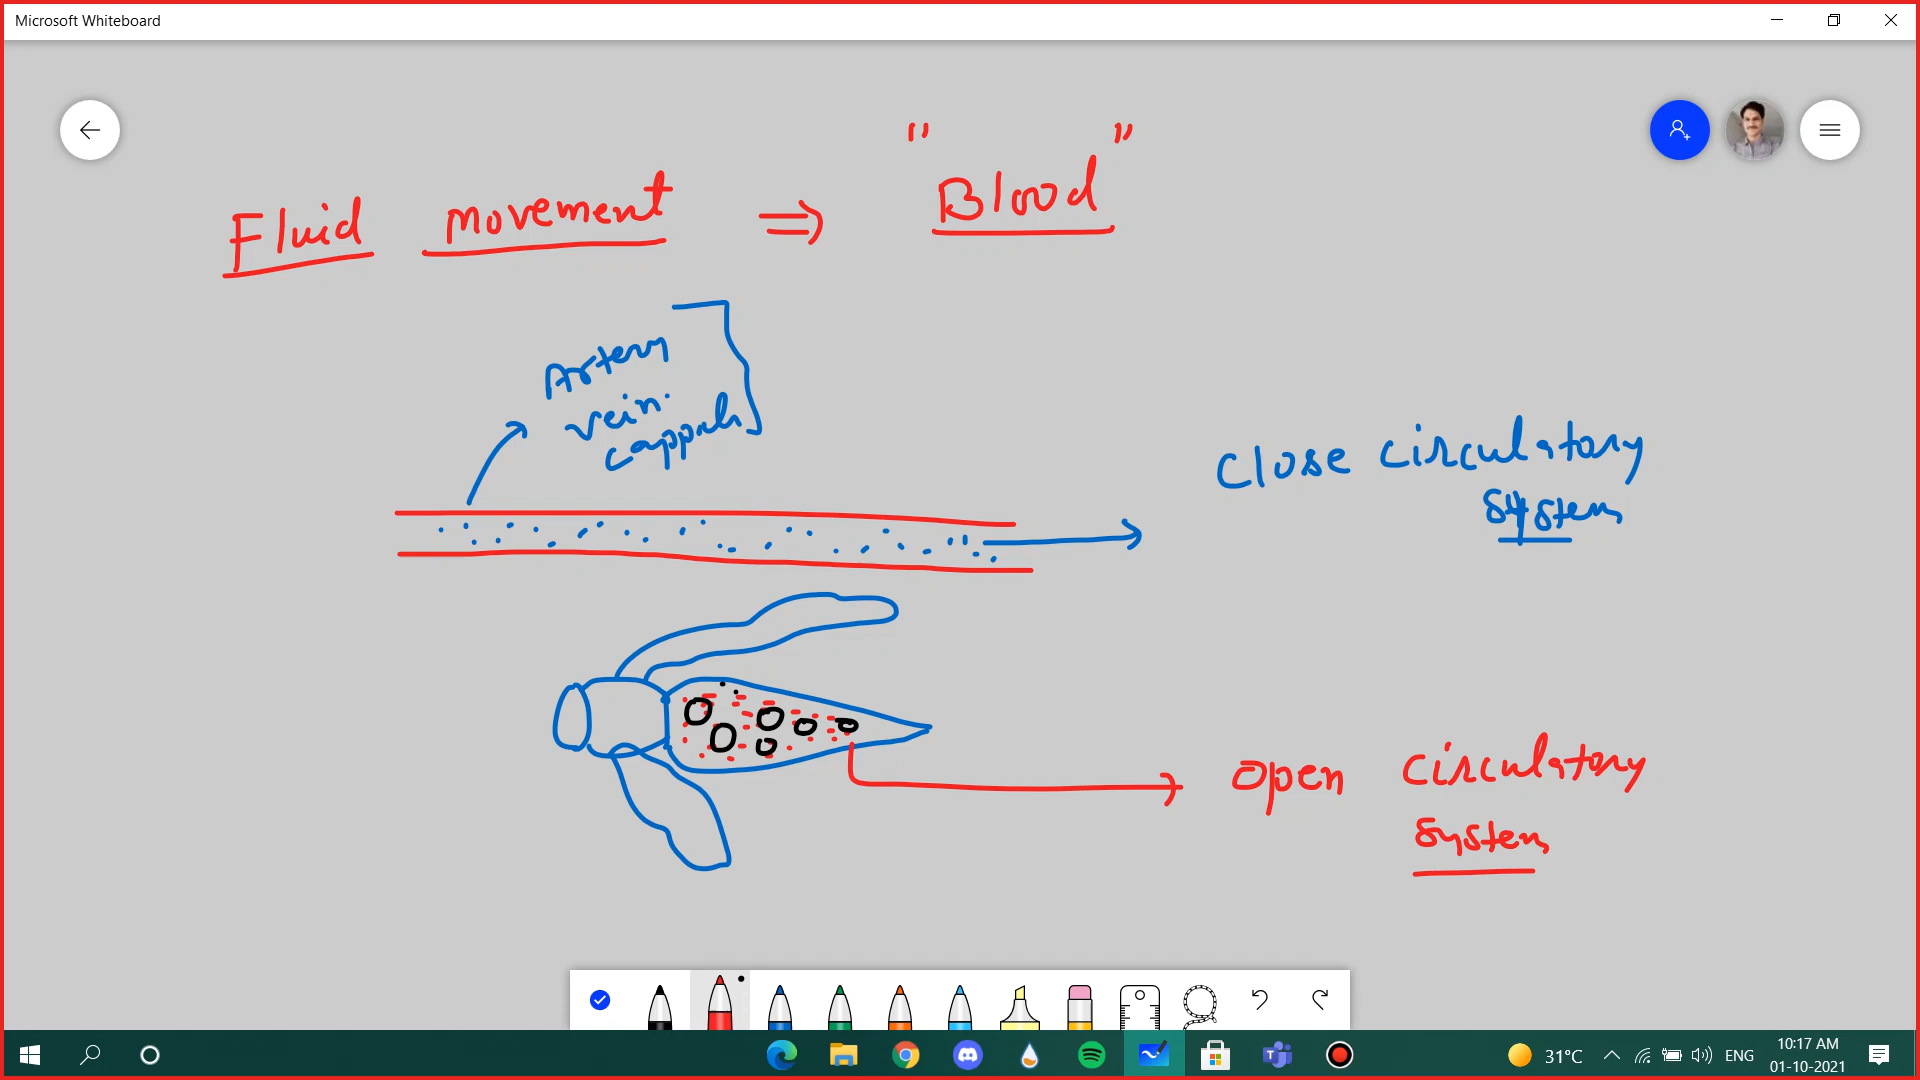 Microsoft Whiteboard
Fluid movement ⇒ "Blood"
Artery
vein
Close circulatory
system
Open circulatory
system
31°C
ENG
10:17 AM
01-10-2021